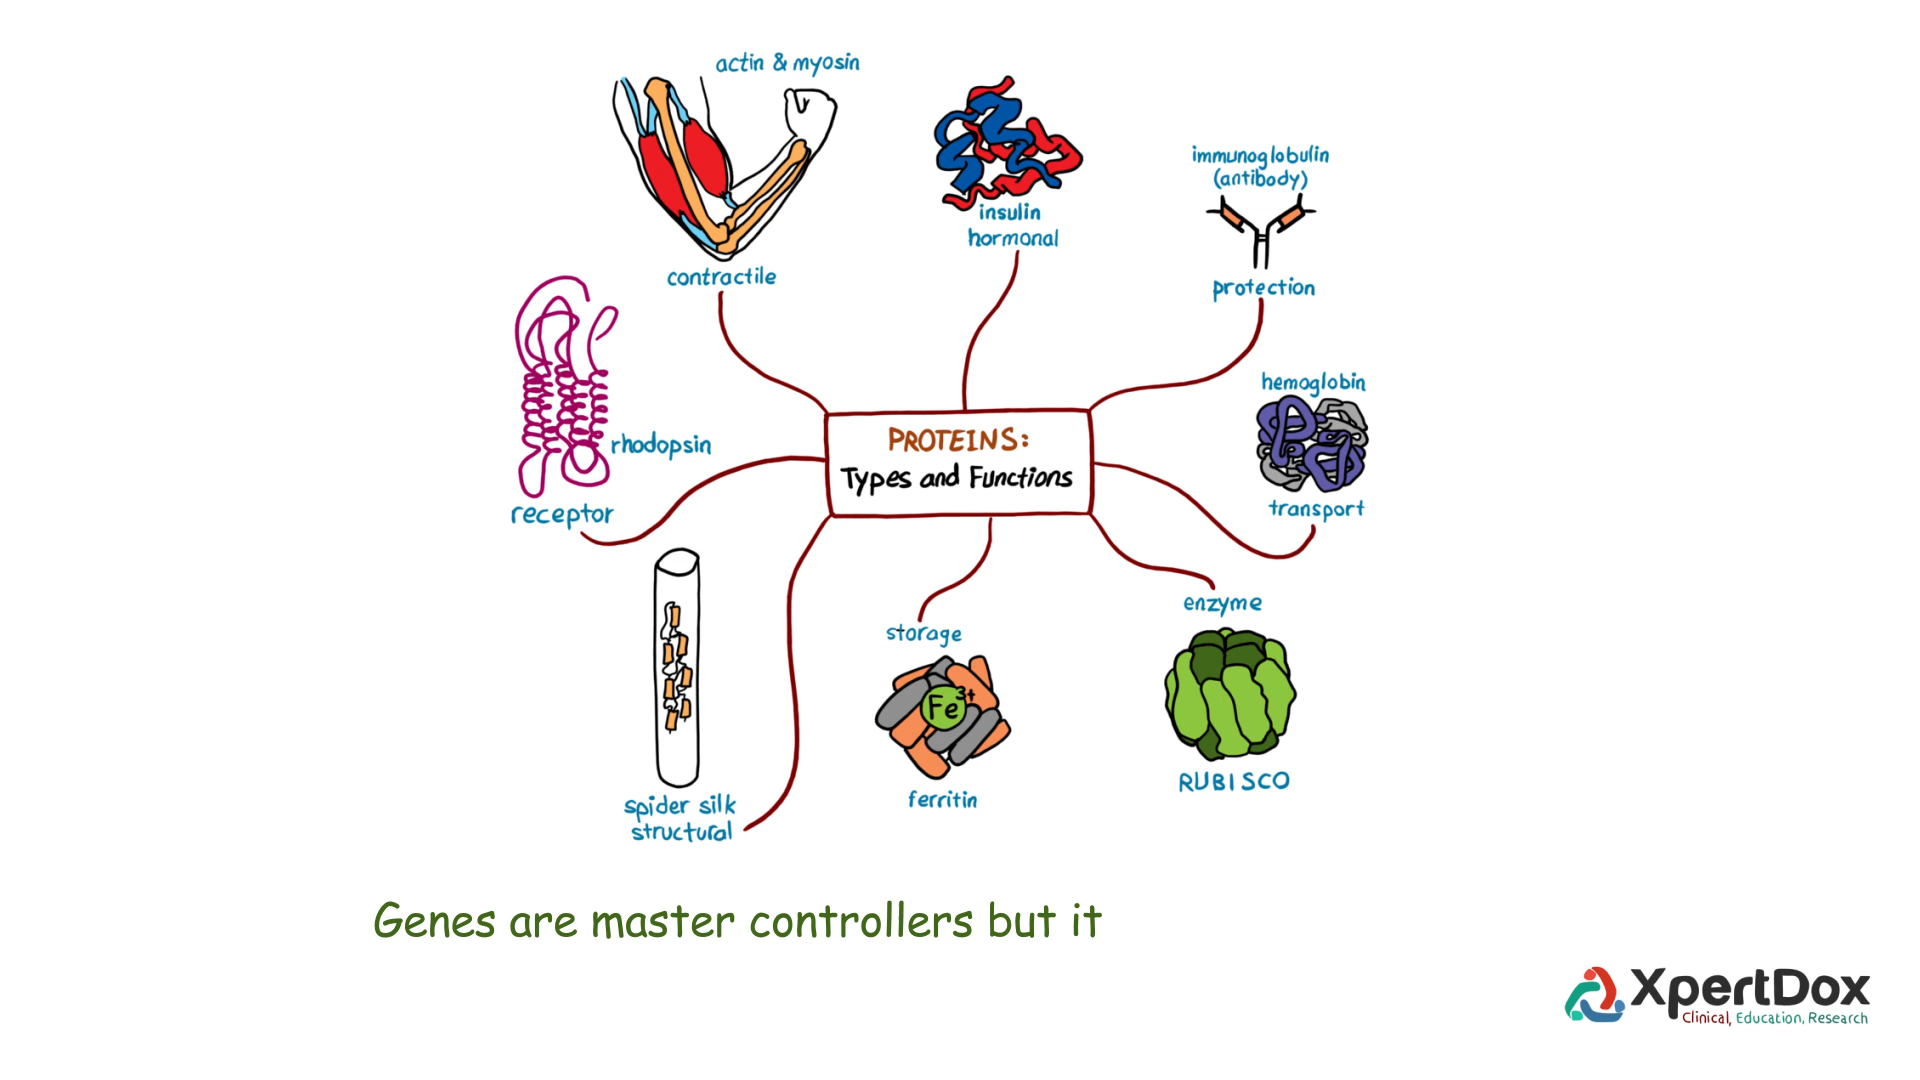 actin & myosin
contractile
insulin
hormonal
immunoglobulin
(antibody)
protection
rhodopsin
receptor
PROTEINS:
Types and Functions
hemoglobin
transport
spider silk
structural
storage
Fe3+
ferritin
enzyme
RUBISCO
Genes are master controllers but it
XpertDox
Clinical, Education, Research